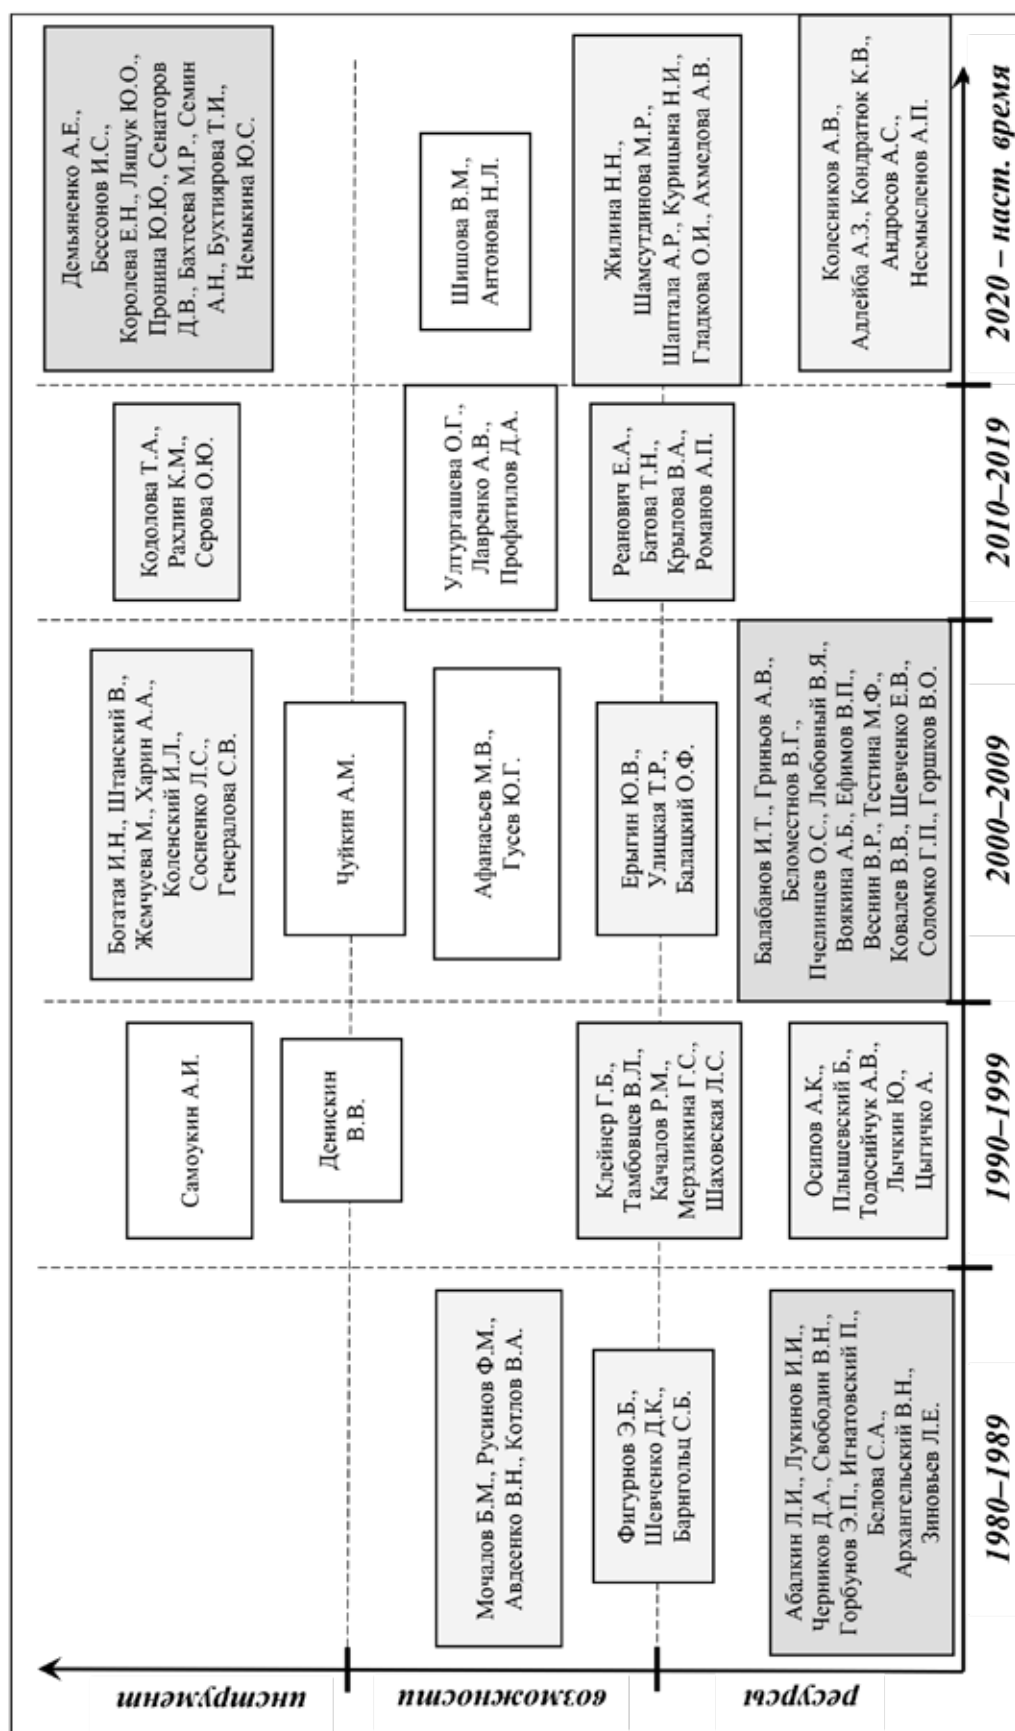 инструмент
возможности
ресурсы
Самоукин А.И.
Богатая И.Н., Штанский В.,
Жемчуева М., Харин А.А.,
Коленский И.Л.,
Сосненко Л.С.,
Генералова С.В.
Кодолова Т.А.,
Рахлин К.М.,
Серова О.Ю.
Демьяненко А.Е.,
Бессонов И.С.,
Королева Е.Н., Лящук Ю.О.,
Пронина Ю.Ю., Сенаторов
Д.В., Бахтеева М.Р., Семин
А.Н., Бухтиярова Т.И.,
Немыкина Ю.С.
Денискин
В.В.
Чуйкин А.М.
Мочалов Б.М., Русинов Ф.М.,
Авдеенко В.Н., Котлов В.А.
Афанасьев М.В.,
Гусев Ю.Г.
Ултургашева О.Г.,
Лавренко А.В.,
Профатилов Д.А.
Шишова В.М.,
Антонова Н.Л.
Фигурнов Э.Б.,
Шевченко Д.К.,
Барнгольц С.Б.
Клейнер Г.Б.,
Тамбовцев В.Л.,
Качалов Р.М.,
Мерзликина Г.С.,
Шаховская Л.С.
Ерыгин Ю.В.,
Улицкая Т.Р.,
Балацкий О.Ф.
Реанович Е.А.,
Батова Т.Н.,
Крылова В.А.,
Романов А.П.
Жилина Н.Н.,
Шамсутдинова М.Р.,
Шаптала А.Р., Курицына Н.И.,
Гладкова О.И., Ахмедова А.В.
Абалкин Л.И., Лукинов И.И.,
Черников Д.А., Свободин В.Н.,
Горбунов Э.П., Игнатовский П.,
Белова С.А.,
Архангельский В.Н.,
Зиновьев Л.Е.
Осипов А.К.,
Плышевский Б.,
Тодосийчук А.В.,
Лычкин Ю.,
Цыгичко А.
Балабанов И.Т., Гриньов А.В.,
Беломестнов В.Г.,
Пчелинцев О.С., Любовный В.Я.,
Воякина А.Б., Ефимов В.П.,
Веснин В.Р., Тестина М.Ф.,
Ковалев В.В., Шевченко Е.В.,
Соломко Г.П., Горшков В.О.
Колесников А.В.,
Адлейба А.З., Кондратюк К.В.,
Андросов А.С.,
Несмысленов А.П.
1980–1989
1990–1999
2000–2009
2010–2019
2020 – наст. время